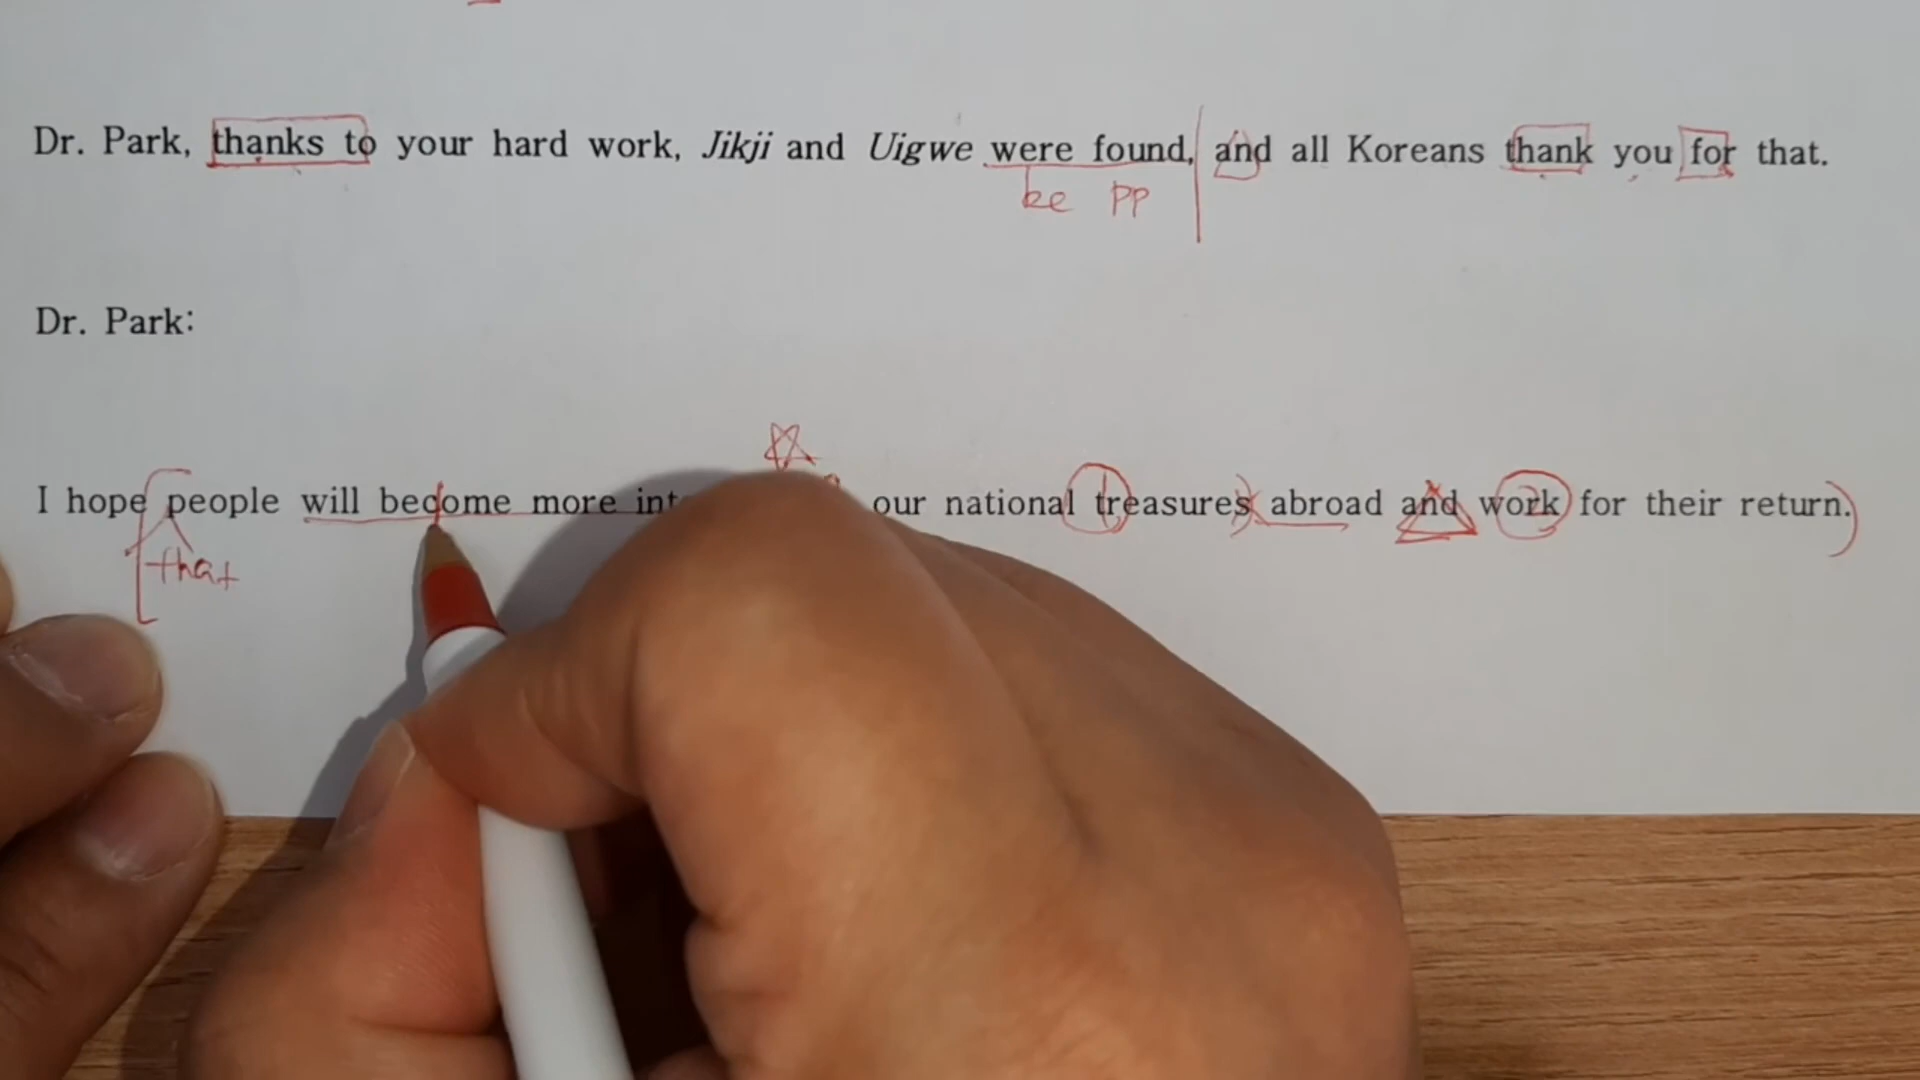 Dr. Park, thanks to your hard work, Jikji and Uigwe were found, and all Koreans thank you for that.
be pp
Dr. Park:
I hope people will become more our national treasures abroad and work for their return.
that